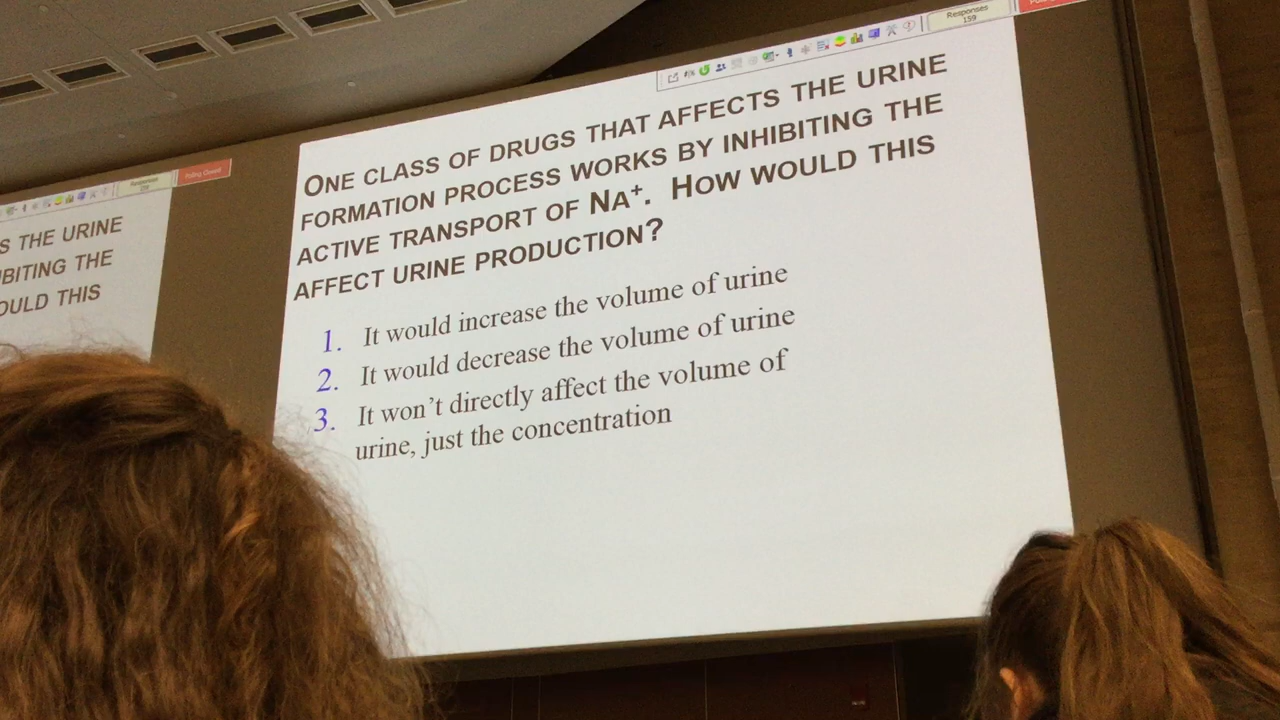 Responses
159
ONE CLASS OF DRUGS THAT AFFECTS THE URINE
FORMATION PROCESS WORKS BY INHIBITING THE
ACTIVE TRANSPORT OF NA⁺. HOW WOULD THIS
AFFECT URINE PRODUCTION?
1. It would increase the volume of urine
2. It would decrease the volume of urine
3. It won't directly affect the volume of
urine, just the concentration
Responses
Polling Closed
S THE URINE
BITING THE
OULD THIS